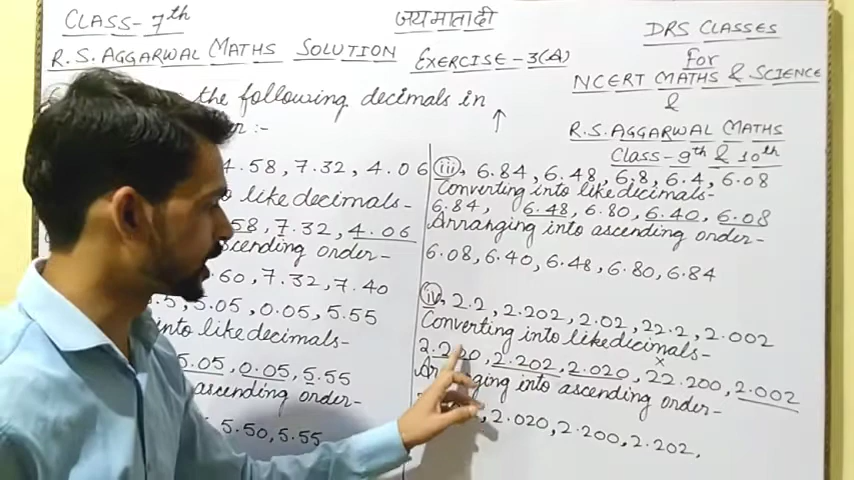 CLASS- 7th
जय माता दी
DRS CLASSES
For
NCERT MATHS & SCIENCE
&
R.S. AGGARWAL MATHS
Class-9th & 10th
R.S. AGGARWAL MATHS SOLUTION EXERCISE-3(A)
the following decimals in
:-
4.58, 7.32, 4.06
like decimals-
58, 7.32, 4.06
scending order-
.60, 7.32, 7.40
.5, 5.05, 0.05, 5.55
into like decimals-
5.05, 0.05, 5.55
scending order-
5.50, 5.55
iii, 6.84, 6.48, 6.8, 6.4, 6.08
Converting into like decimals-
6.84, 6.48, 6.80, 6.40, 6.08
Arranging into ascending order-
6.08, 6.40, 6.48, 6.80, 6.84
iv, 2.2, 2.202, 2.02, 22.2, 2.002
Converting into like decimals-
2.200, 2.202, 2.020, 22.200, 2.002
Arranging into ascending order-
, 2.020, 2.200, 2.202,